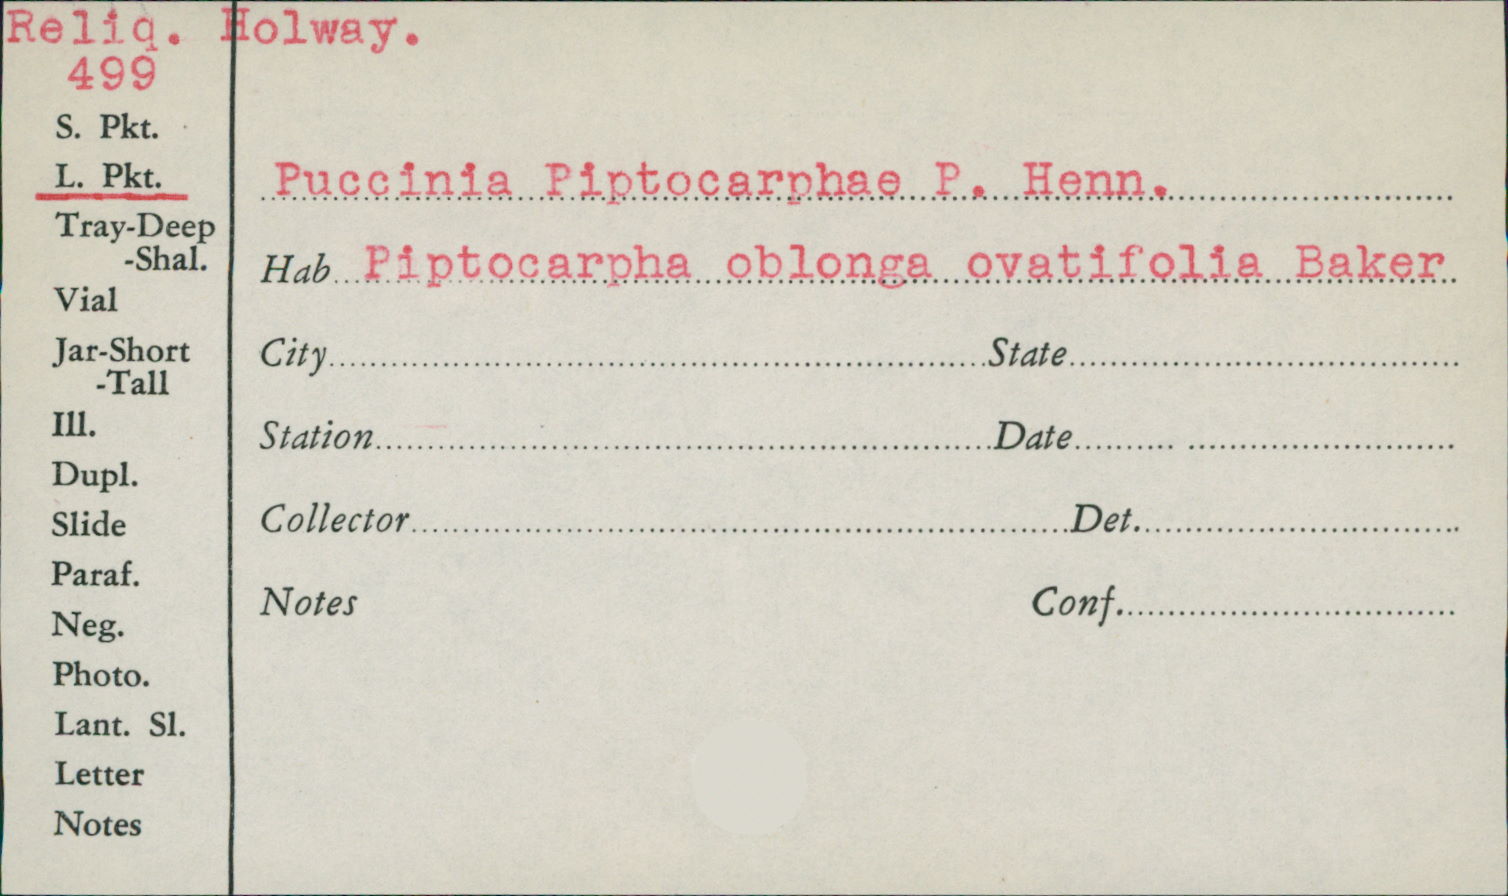 Reliq. Holway.
499
S. Pkt.
L. Pkt.
Tray-Deep
-Shal.
Vial
Jar-Short
-Tall
Ill.
Dupl.
Slide
Paraf.
Neg.
Photo.
Lant. Sl.
Letter
Notes
Puccinia Piptocarphae P. Henn.
Hab Piptocarpha oblonga ovatifolia Baker
City State
Station Date
Collector Det.
Notes Conf.